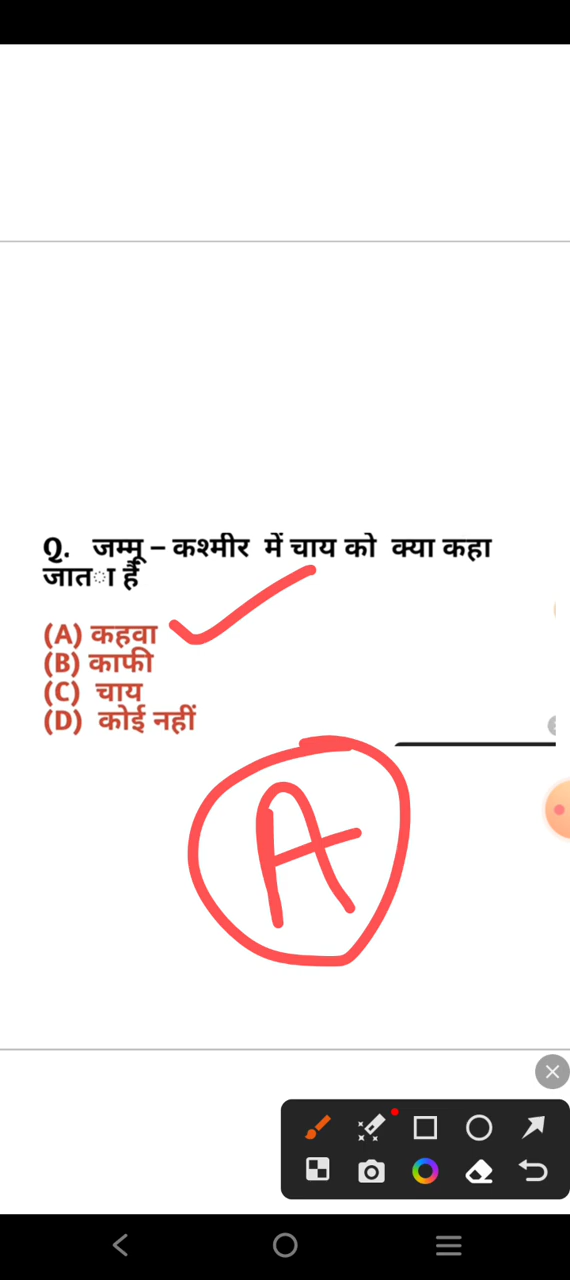 Q. जम्मू – कश्मीर में चाय को क्या कहा
जात◌ा हैं
(A) कहवा
(B) काफी
(C) चाय
(D) कोई नहीं
A